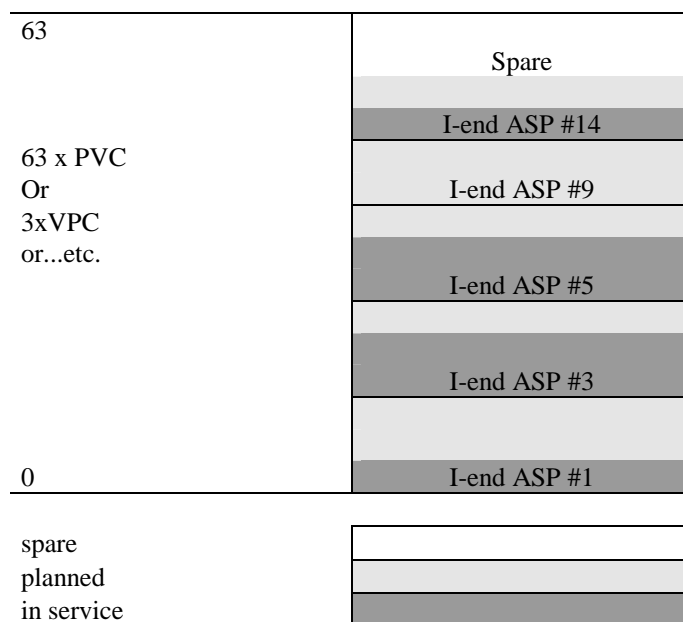 63
Spare
I-end ASP #14
63 x PVC
Or I-end ASP #9
3xVPC
or...etc.
I-end ASP #5
I-end ASP #3
0 I-end ASP #1
spare
planned
in service